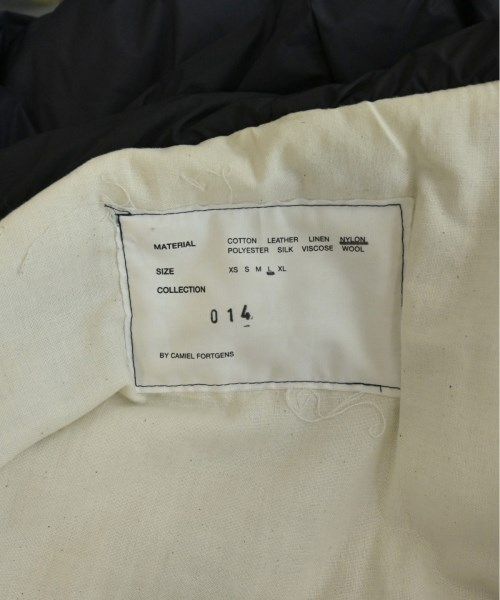 MATERIAL COTTON LEATHER LINEN NYLON
POLYESTER SILK VISCOSE WOOL
SIZE XS S M L XL
COLLECTION
014
BY CAMIEL FORTGENS